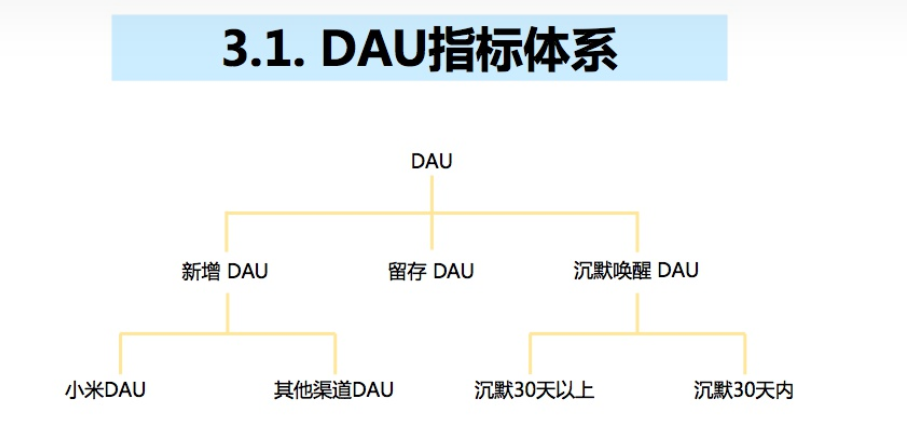 3.1. DAU指标体系
DAU
新增 DAU
留存 DAU
沉默唤醒 DAU
小米DAU
其他渠道DAU
沉默30天以上
沉默30天内